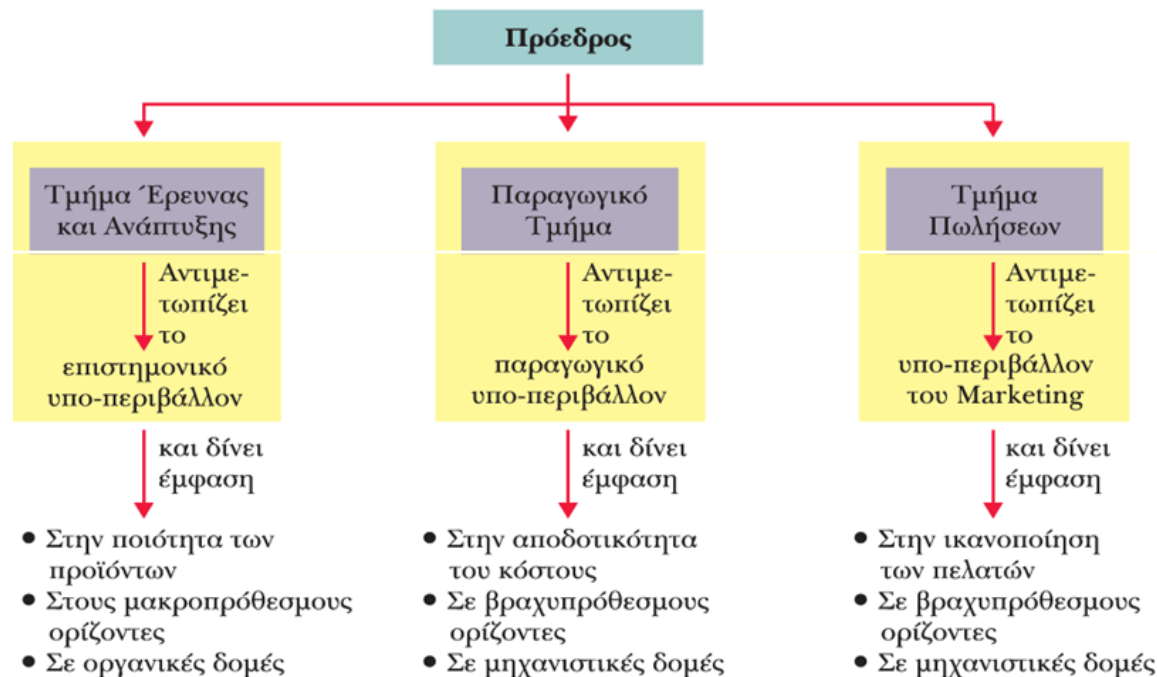 Πρόεδρος
Τμήμα Έρευνας
και Ανάπτυξης
Αντιμε-
τωπίζει
το
επιστημονικό
υπο-περιβάλλον
και δίνει
έμφαση
• Στην ποιότητα των
προϊόντων
• Στους μακροπρόθεσμους
ορίζοντες
• Σε οργανικές δομές
Παραγωγικό
Τμήμα
Αντιμε-
τωπίζει
το
παραγωγικό
υπο-περιβάλλον
και δίνει
έμφαση
• Στην αποδοτικότητα
του κόστους
• Σε βραχυπρόθεσμους
ορίζοντες
• Σε μηχανιστικές δομές
Τμήμα
Πωλήσεων
Αντιμε-
τωπίζει
το
υπο-περιβάλλον
του Marketing
και δίνει
έμφαση
• Στην ικανοποίηση
των πελατών
• Σε βραχυπρόθεσμους
ορίζοντες
• Σε μηχανιστικές δομές